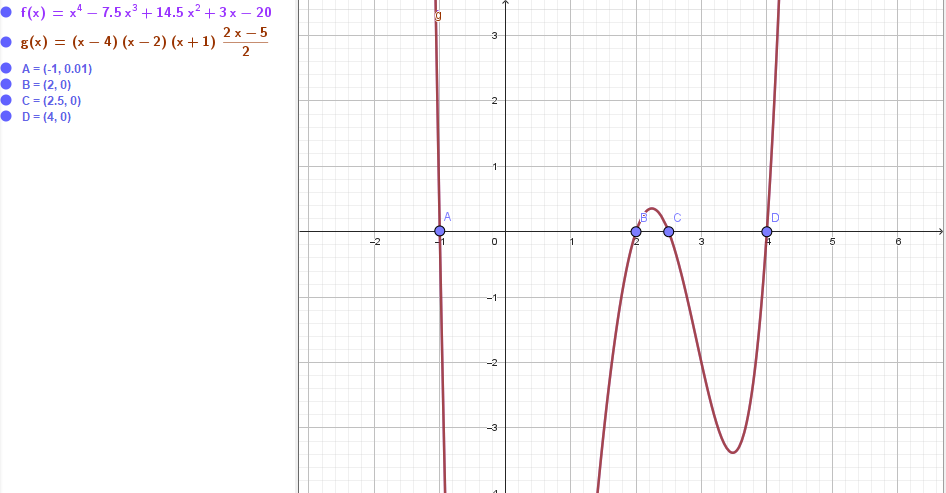 f(x) = x⁴ − 7.5 x³ + 14.5 x² + 3 x − 20
g(x) = (x − 4) (x − 2) (x + 1) (2 x − 5)/2
A = (-1, 0.01)
B = (2, 0)
C = (2.5, 0)
D = (4, 0)
g
3
2
1
A
B
C
D
−2
−1
0
1
2
3
4
5
6
−1
−2
−3
−4